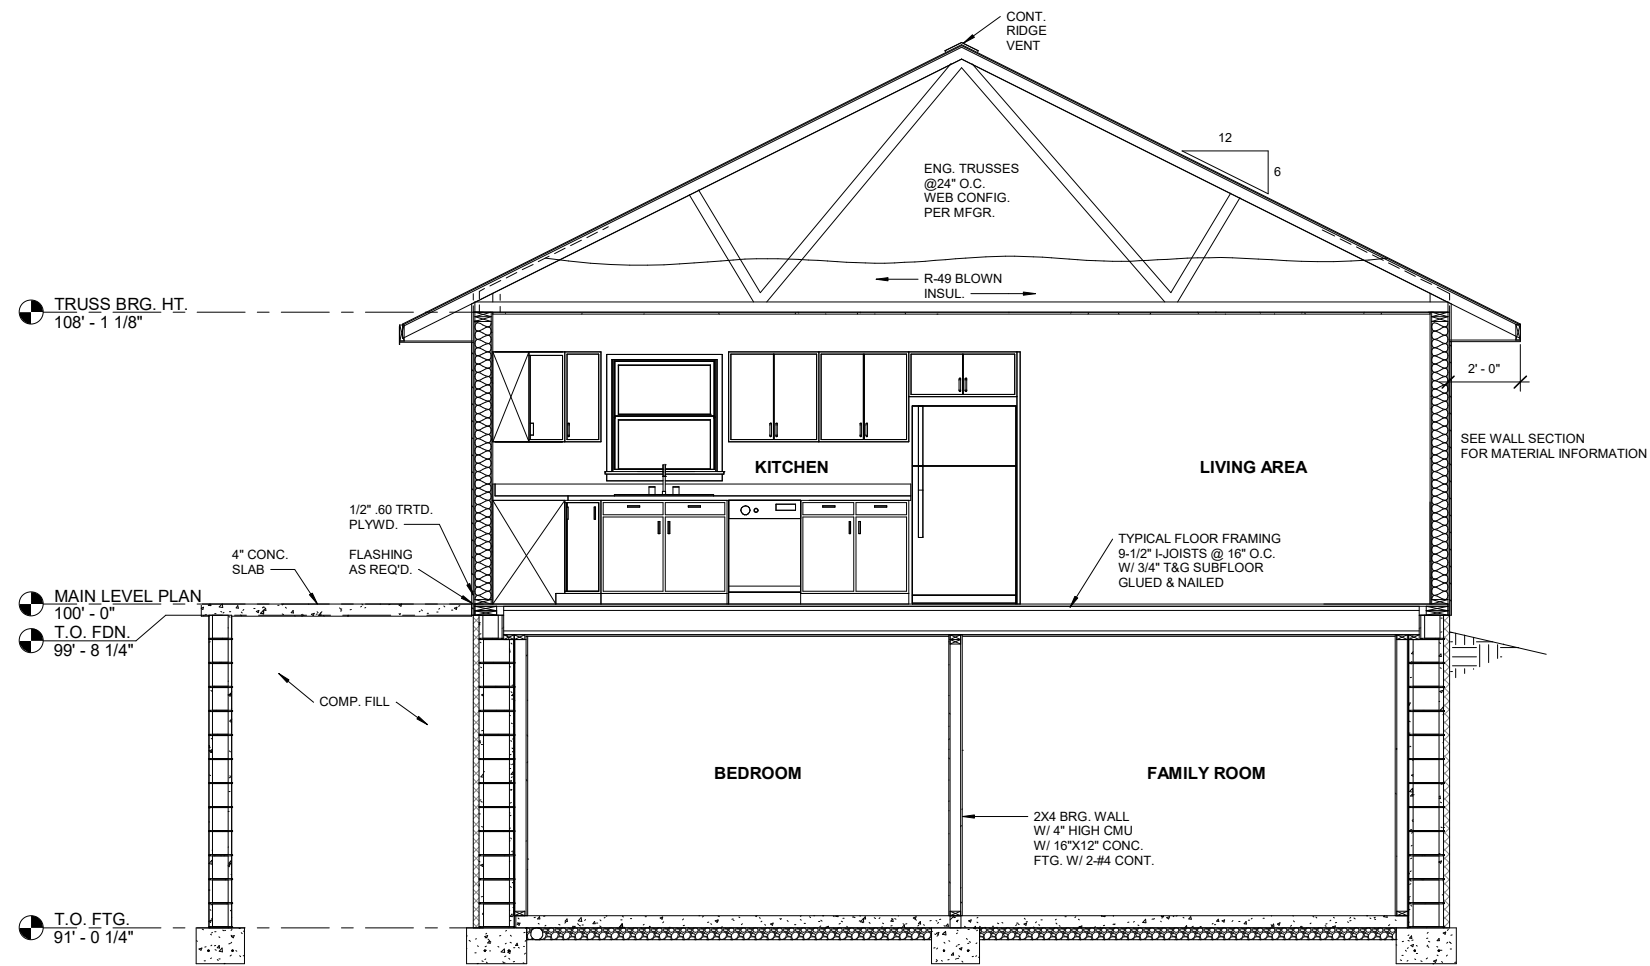 CONT.
RIDGE
VENT
12
6
ENG. TRUSSES
@24" O.C.
WEB CONFIG.
PER MFGR.
R-49 BLOWN
INSUL.
TRUSS BRG. HT.
108' - 1 1/8"
2' - 0"
SEE WALL SECTION
FOR MATERIAL INFORMATION
KITCHEN
LIVING AREA
1/2" .60 TRTD.
PLYWD.
FLASHING
AS REQ'D.
4" CONC.
SLAB
TYPICAL FLOOR FRAMING
9-1/2" I-JOISTS @ 16" O.C.
W/ 3/4" T&G SUBFLOOR
GLUED & NAILED
MAIN LEVEL PLAN
100' - 0"
T.O. FDN.
99' - 8 1/4"
COMP. FILL
BEDROOM
FAMILY ROOM
2X4 BRG. WALL
W/ 4" HIGH CMU
W/ 16"X12" CONC.
FTG. W/ 2-#4 CONT.
T.O. FTG.
91' - 0 1/4"